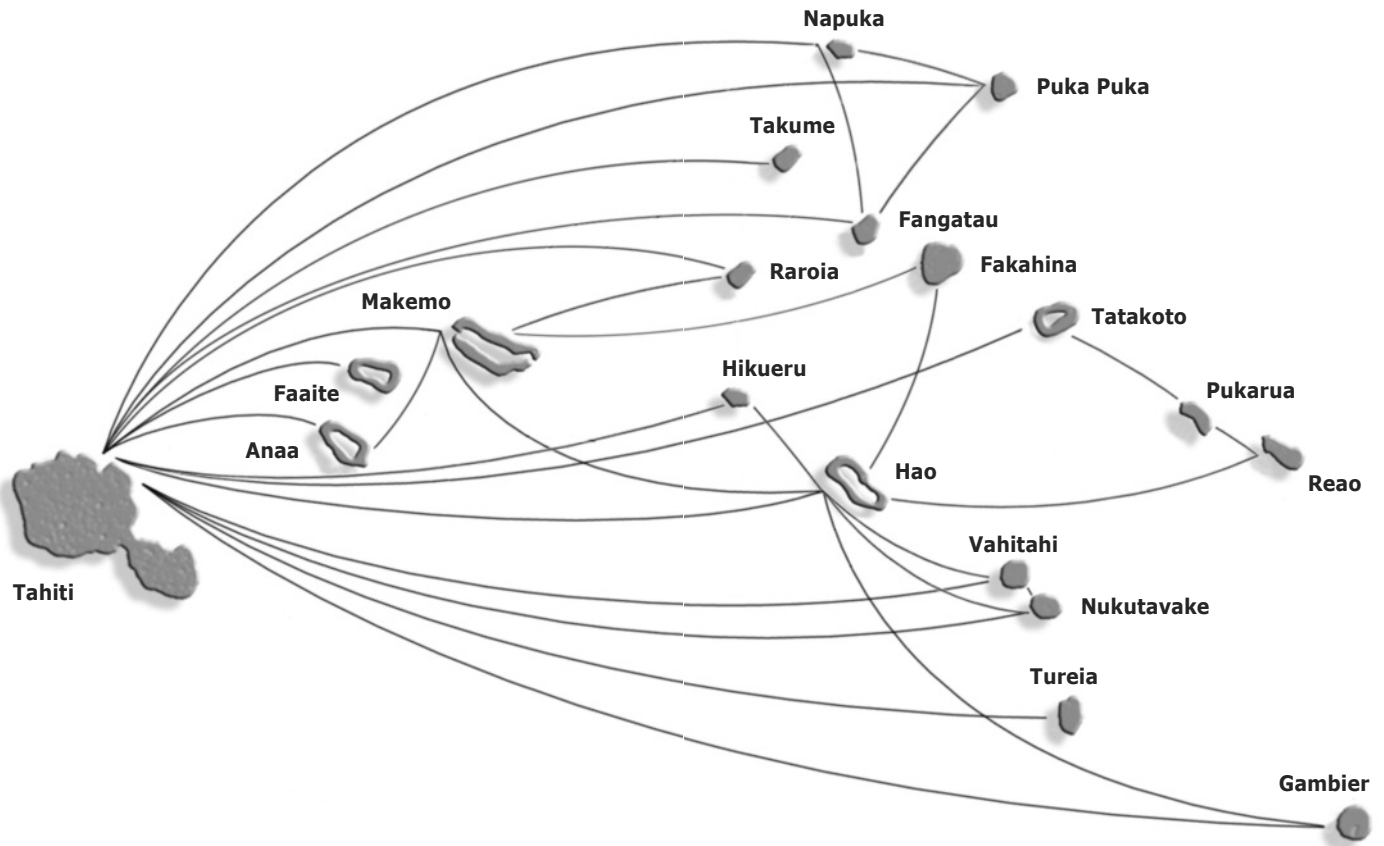 Napuka
Puka Puka
Takume
Fangatau
Fakahina
Raroia
Makemo
Tatakoto
Hikueru
Faaite
Pukarua
Anaa
Hao
Reao
Vahitahi
Tahiti
Nukutavake
Tureia
Gambier